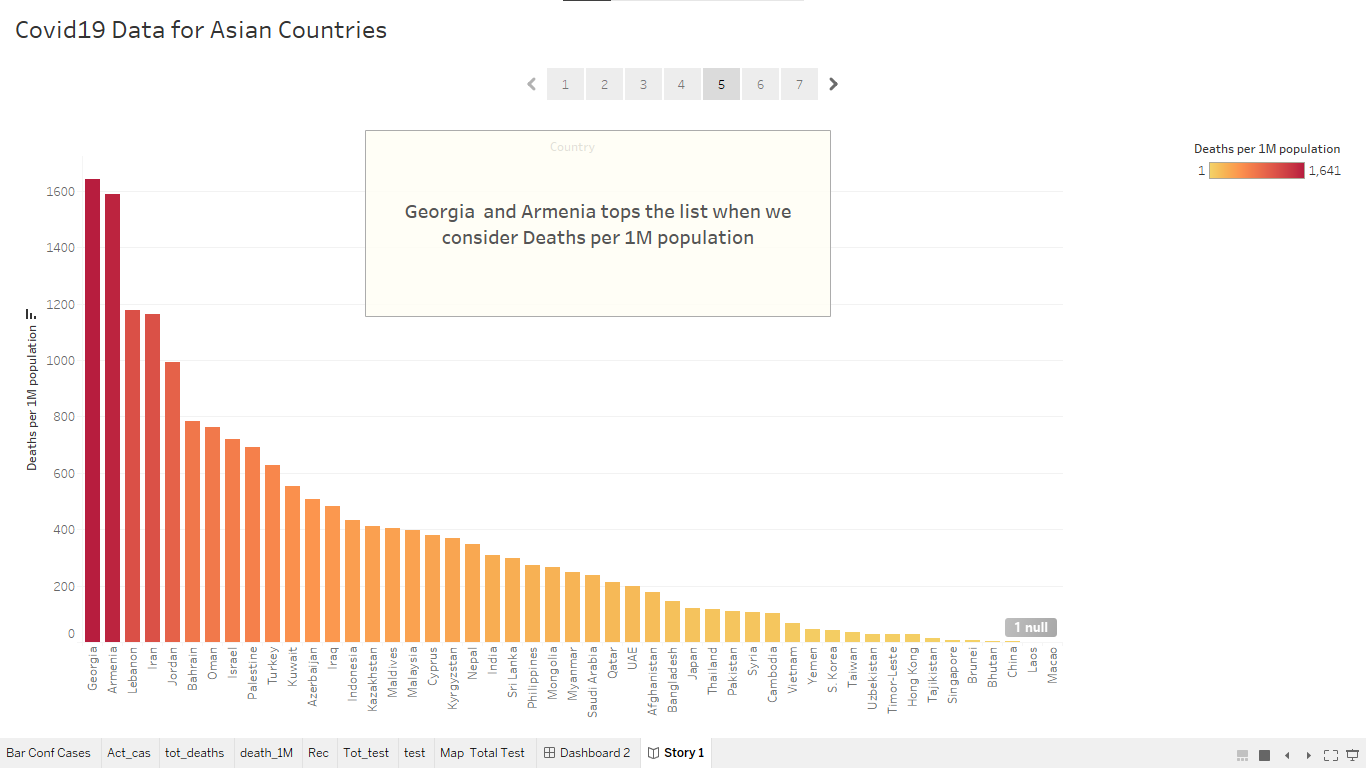 Covid19 Data for Asian Countries
1 2 3 4 5 6 7
Country
Georgia  and Armenia tops the list when we
consider Deaths per 1M population
Deaths per 1M population
1 1,641
Deaths per 1M population
1600
1400
1200
1000
800
600
400
200
0
1 null
Georgia
Armenia
Lebanon
Iran
Jordan
Bahrain
Oman
Israel
Palestine
Turkey
Kuwait
Azerbaijan
Iraq
Indonesia
Kazakhstan
Maldives
Malaysia
Cyprus
Kyrgyzstan
Nepal
India
Sri Lanka
Philippines
Mongolia
Myanmar
Saudi Arabia
Qatar
UAE
Afghanistan
Bangladesh
Japan
Thailand
Pakistan
Syria
Cambodia
Vietnam
Yemen
S. Korea
Taiwan
Uzbekistan
Timor-Leste
Hong Kong
Tajikistan
Singapore
Brunei
Bhutan
China
Laos
Macao
Bar Conf Cases Act_cas tot_deaths death_1M Rec Tot_test test Map  Total Test Dashboard 2 Story 1